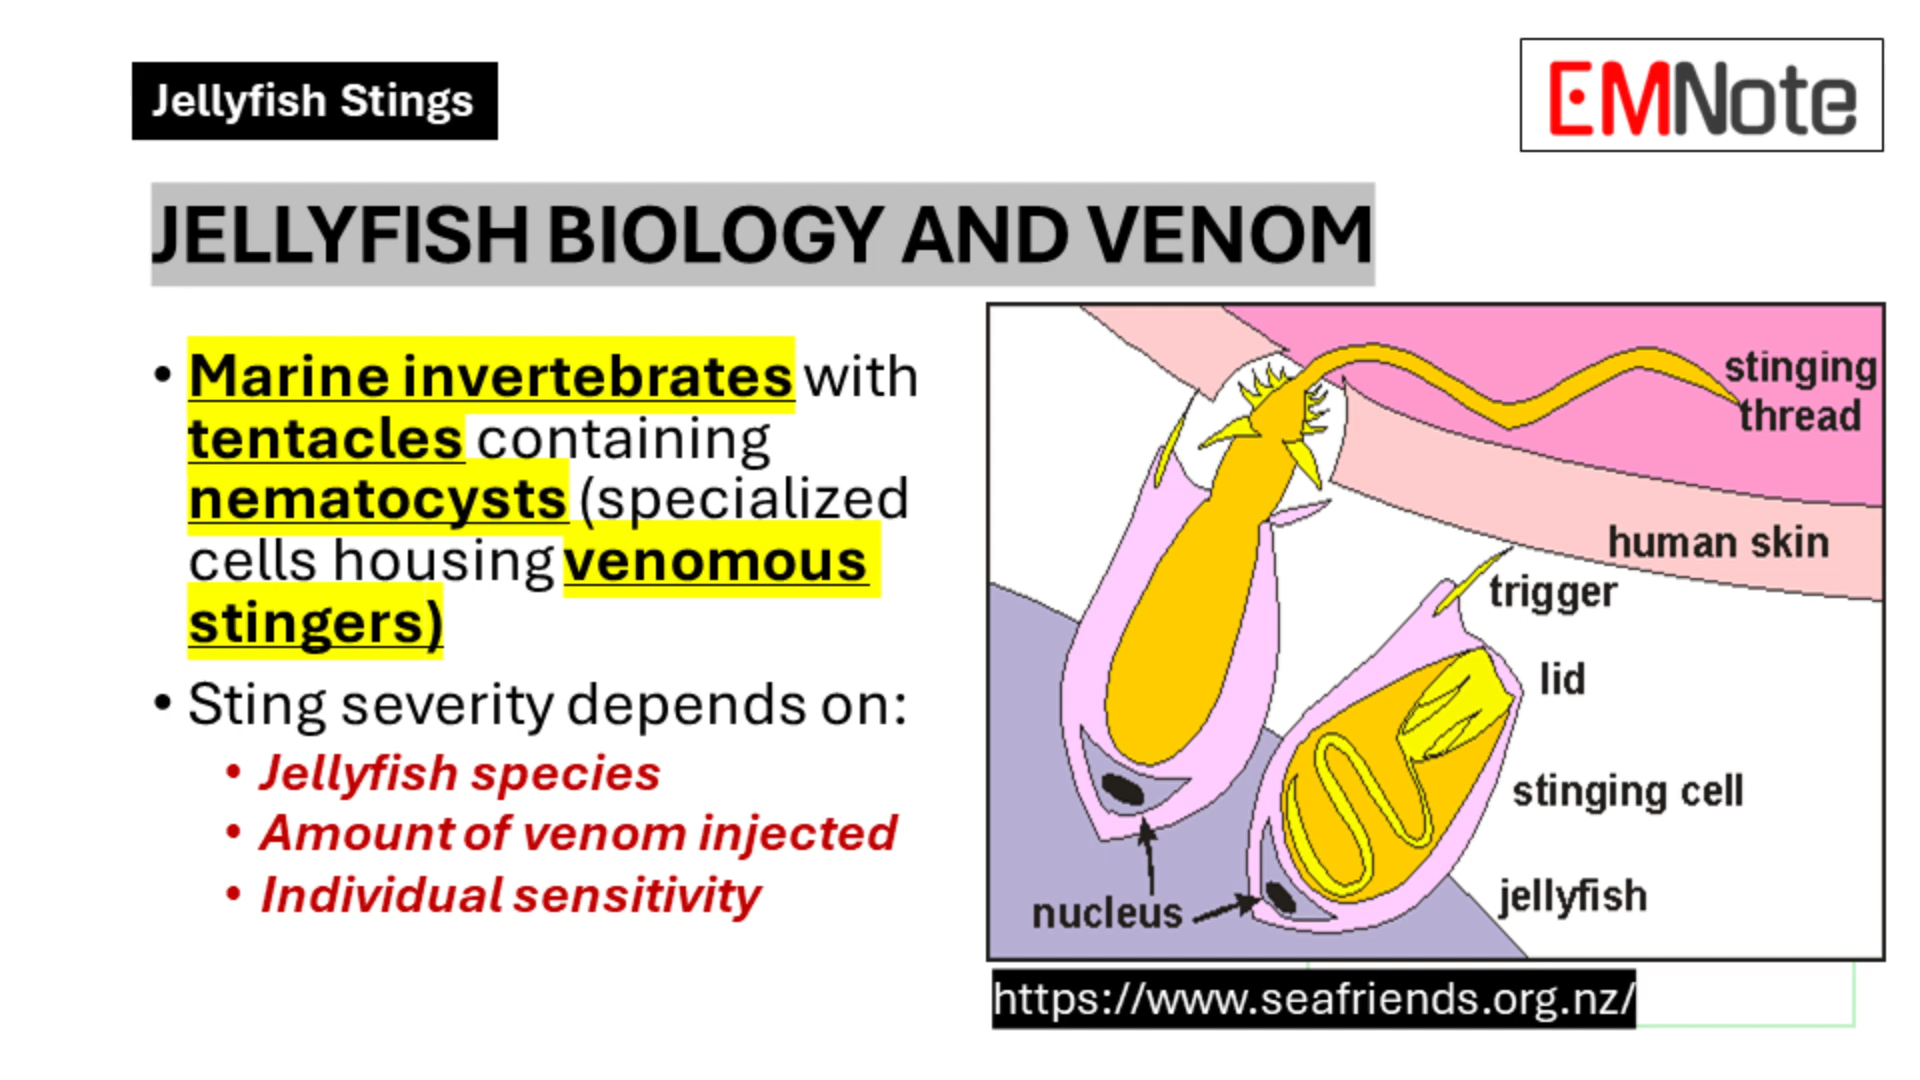 Jellyfish Stings
EMNote
JELLYFISH BIOLOGY AND VENOM
• Marine invertebrates with
tentacles containing
nematocysts (specialized
cells housing venomous
stingers)
• Sting severity depends on:
• Jellyfish species
• Amount of venom injected
• Individual sensitivity
stinging
thread
human skin
trigger
lid
stinging cell
jellyfish
nucleus
https://www.seafriends.org.nz/